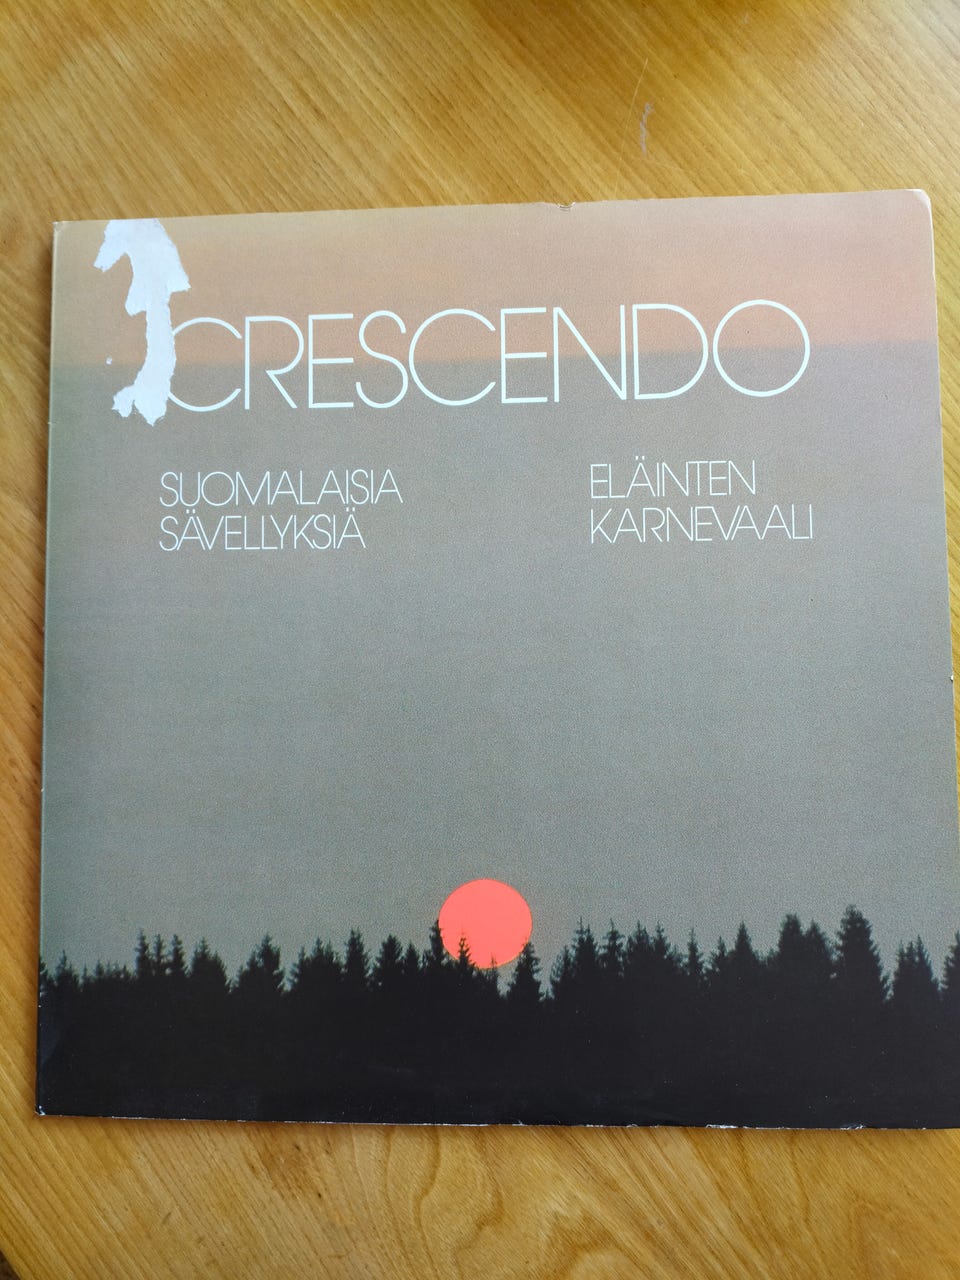 CRESCENDO
SUOMALAISIA
SÄVELLYKSIÄ
ELÄINTEN
KARNEVAALI